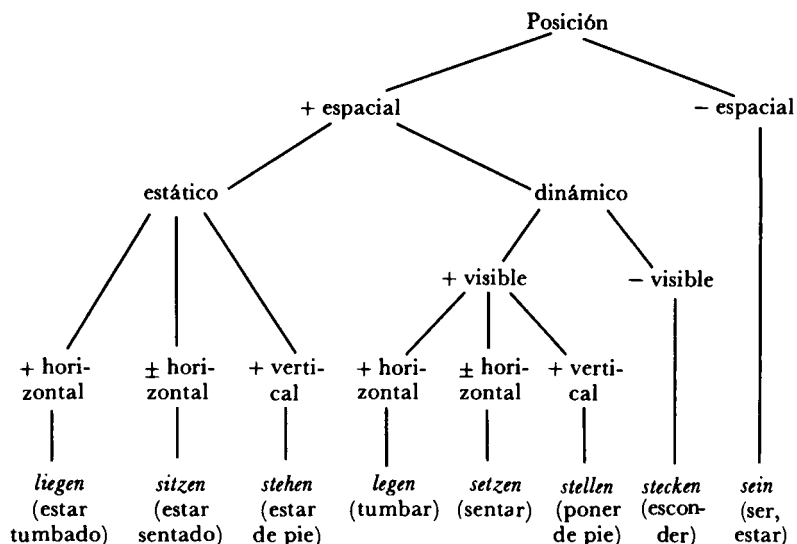 Posición
+ espacial
− espacial
estático
dinámico
+ visible
− visible
+ hori-
zontal
± hori-
zontal
+ verti-
cal
+ hori-
zontal
± hori-
zontal
+ verti-
cal
liegen
(estar
tumbado)
sitzen
(estar
sentado)
stehen
(estar
de pie)
legen
(tumbar)
setzen
(sentar)
stellen
(poner
de pie)
stecken
(escon-
der)
sein
(ser,
estar)